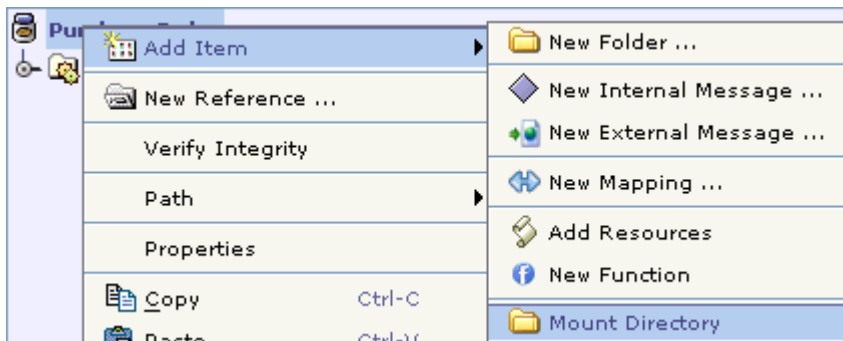 Add Item
New Reference ...
Verify Integrity
Path
Properties
Copy Ctrl-C
New Folder ...
New Internal Message ...
New External Message ...
New Mapping ...
Add Resources
New Function
Mount Directory